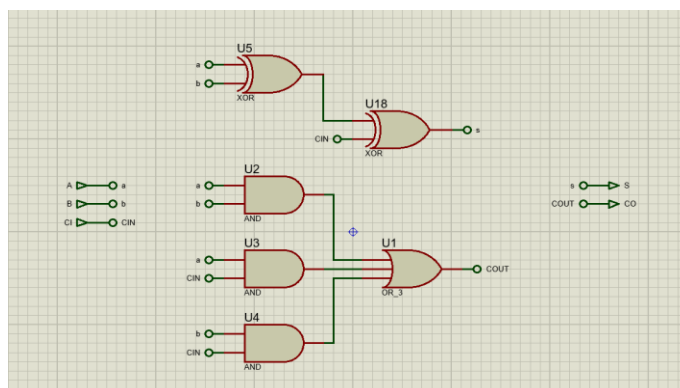 U5
a
b
XOR
U18
CIN
s
XOR
U2
a
b
AND
A a
B b
CI CIN
s S
COUT CO
U3
a
CIN
AND
U1
COUT
OR_3
U4
b
CIN
AND